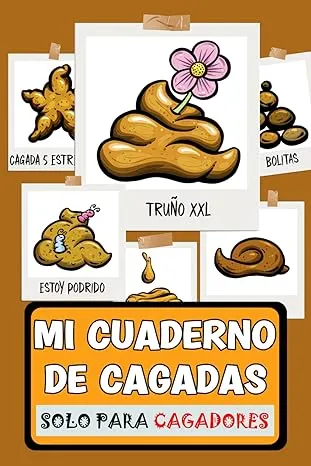 CAGADA 5 ESTR
TRUÑO XXL
BOLITAS
ESTOY PODRIDO
MI CUADERNO
DE CAGADAS
SOLO PARA CAGADORES